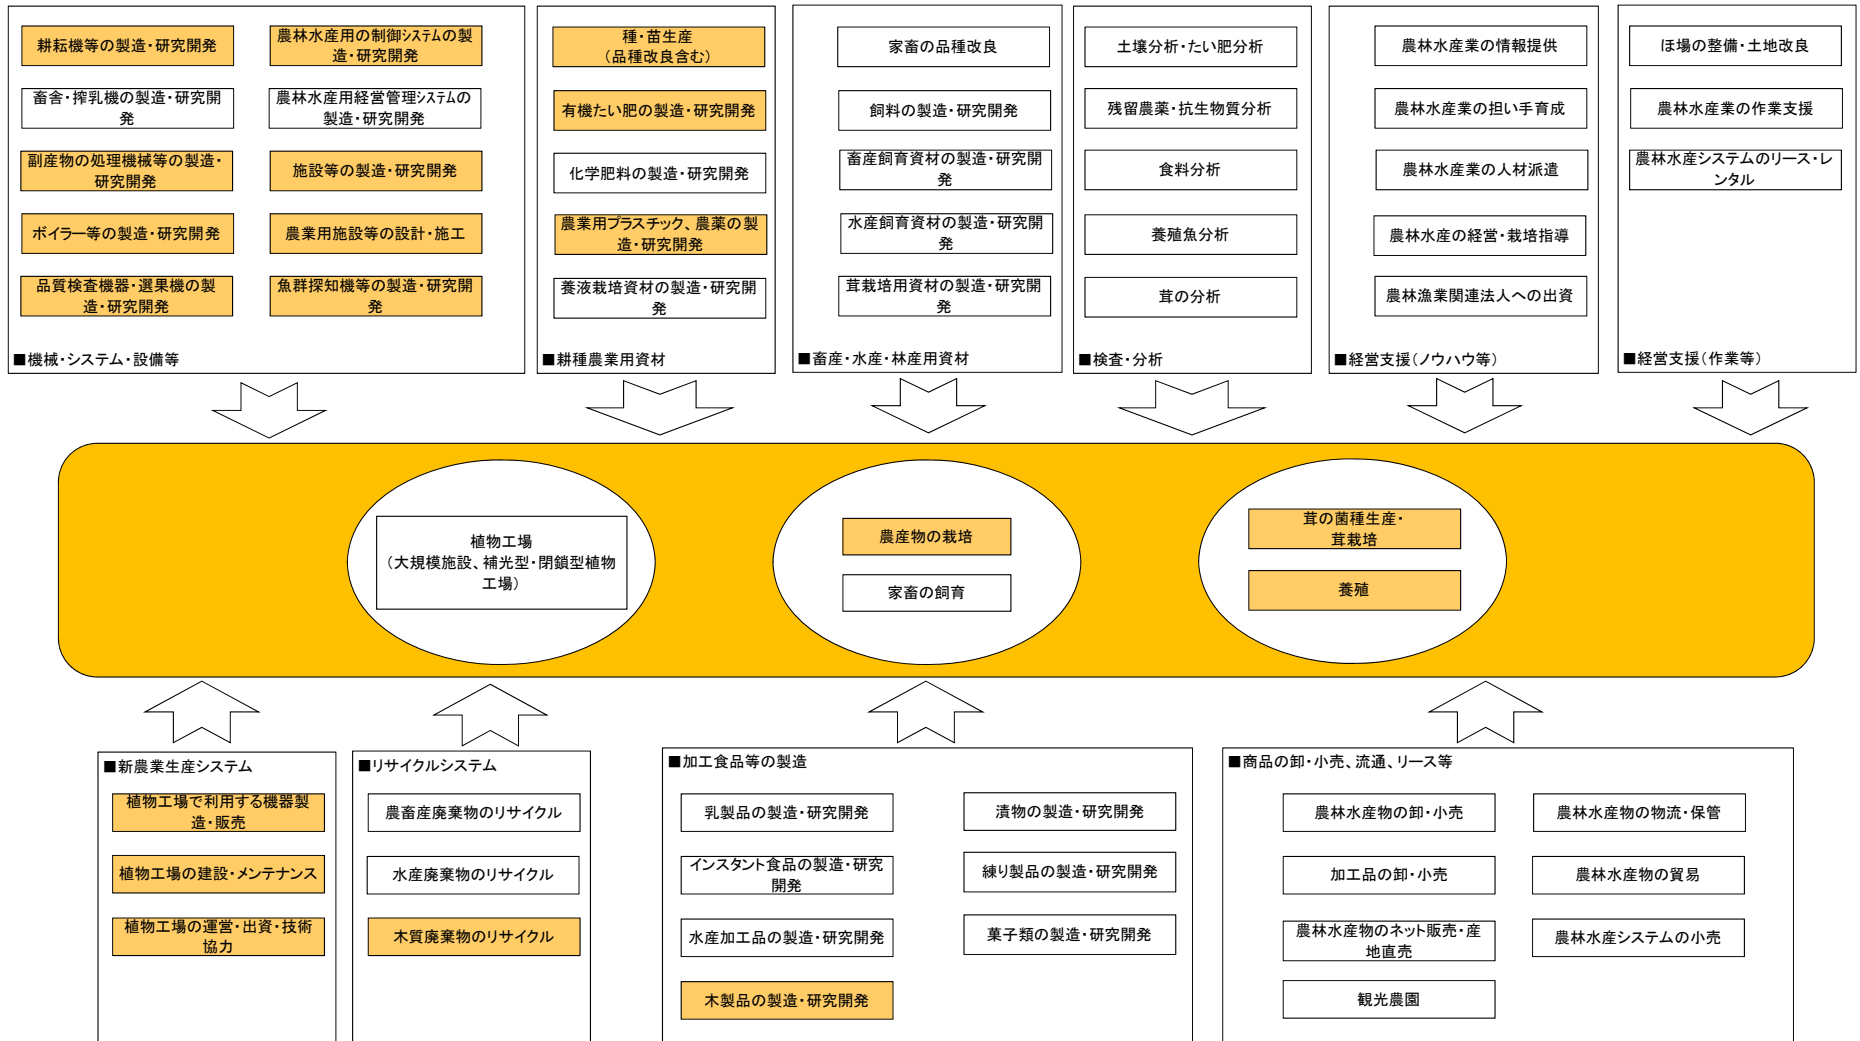 耕耘機等の製造・研究開発
農林水産用の制御システムの製
造・研究開発
畜舎・搾乳機の製造・研究開
発
農林水産用経営管理システムの
製造・研究開発
副産物の処理機械等の製造・
研究開発
施設等の製造・研究開発
ボイラー等の製造・研究開発
農業用施設等の設計・施工
品質検査機器・選果機の製
造・研究開発
魚群探知機等の製造・研究開
発
■機械・システム・設備等
種・苗生産
(品種改良含む)
有機たい肥の製造・研究開発
化学肥料の製造・研究開発
農業用プラスチック、農薬の製
造・研究開発
養液栽培資材の製造・研究開
発
■耕種農業用資材
家畜の品種改良
飼料の製造・研究開発
畜産飼育資材の製造・研究開
発
水産飼育資材の製造・研究開
発
茸栽培用資材の製造・研究開
発
■畜産・水産・林産用資材
土壌分析・たい肥分析
残留農薬・抗生物質分析
食料分析
養殖魚分析
茸の分析
■検査・分析
農林水産業の情報提供
農林水産業の担い手育成
農林水産業の人材派遣
農林水産の経営・栽培指導
農林漁業関連法人への出資
■経営支援(ノウハウ等)
ほ場の整備・土地改良
農林水産業の作業支援
農林水産システムのリース・レ
ンタル
■経営支援(作業等)
植物工場
(大規模施設、補光型・閉鎖型植物
工場)
農産物の栽培
家畜の飼育
茸の菌種生産・
茸栽培
養殖
■新農業生産システム
植物工場で利用する機器製
造・販売
植物工場の建設・メンテナンス
植物工場の運営・出資・技術
協力
■リサイクルシステム
農畜産廃棄物のリサイクル
水産廃棄物のリサイクル
木質廃棄物のリサイクル
■加工食品等の製造
乳製品の製造・研究開発
漬物の製造・研究開発
インスタント食品の製造・研究
開発
練り製品の製造・研究開発
水産加工品の製造・研究開発
菓子類の製造・研究開発
木製品の製造・研究開発
■商品の卸・小売、流通、リース等
農林水産物の卸・小売
農林水産物の物流・保管
加工品の卸・小売
農林水産物の貿易
農林水産物のネット販売・産
地直売
農林水産システムの小売
観光農園